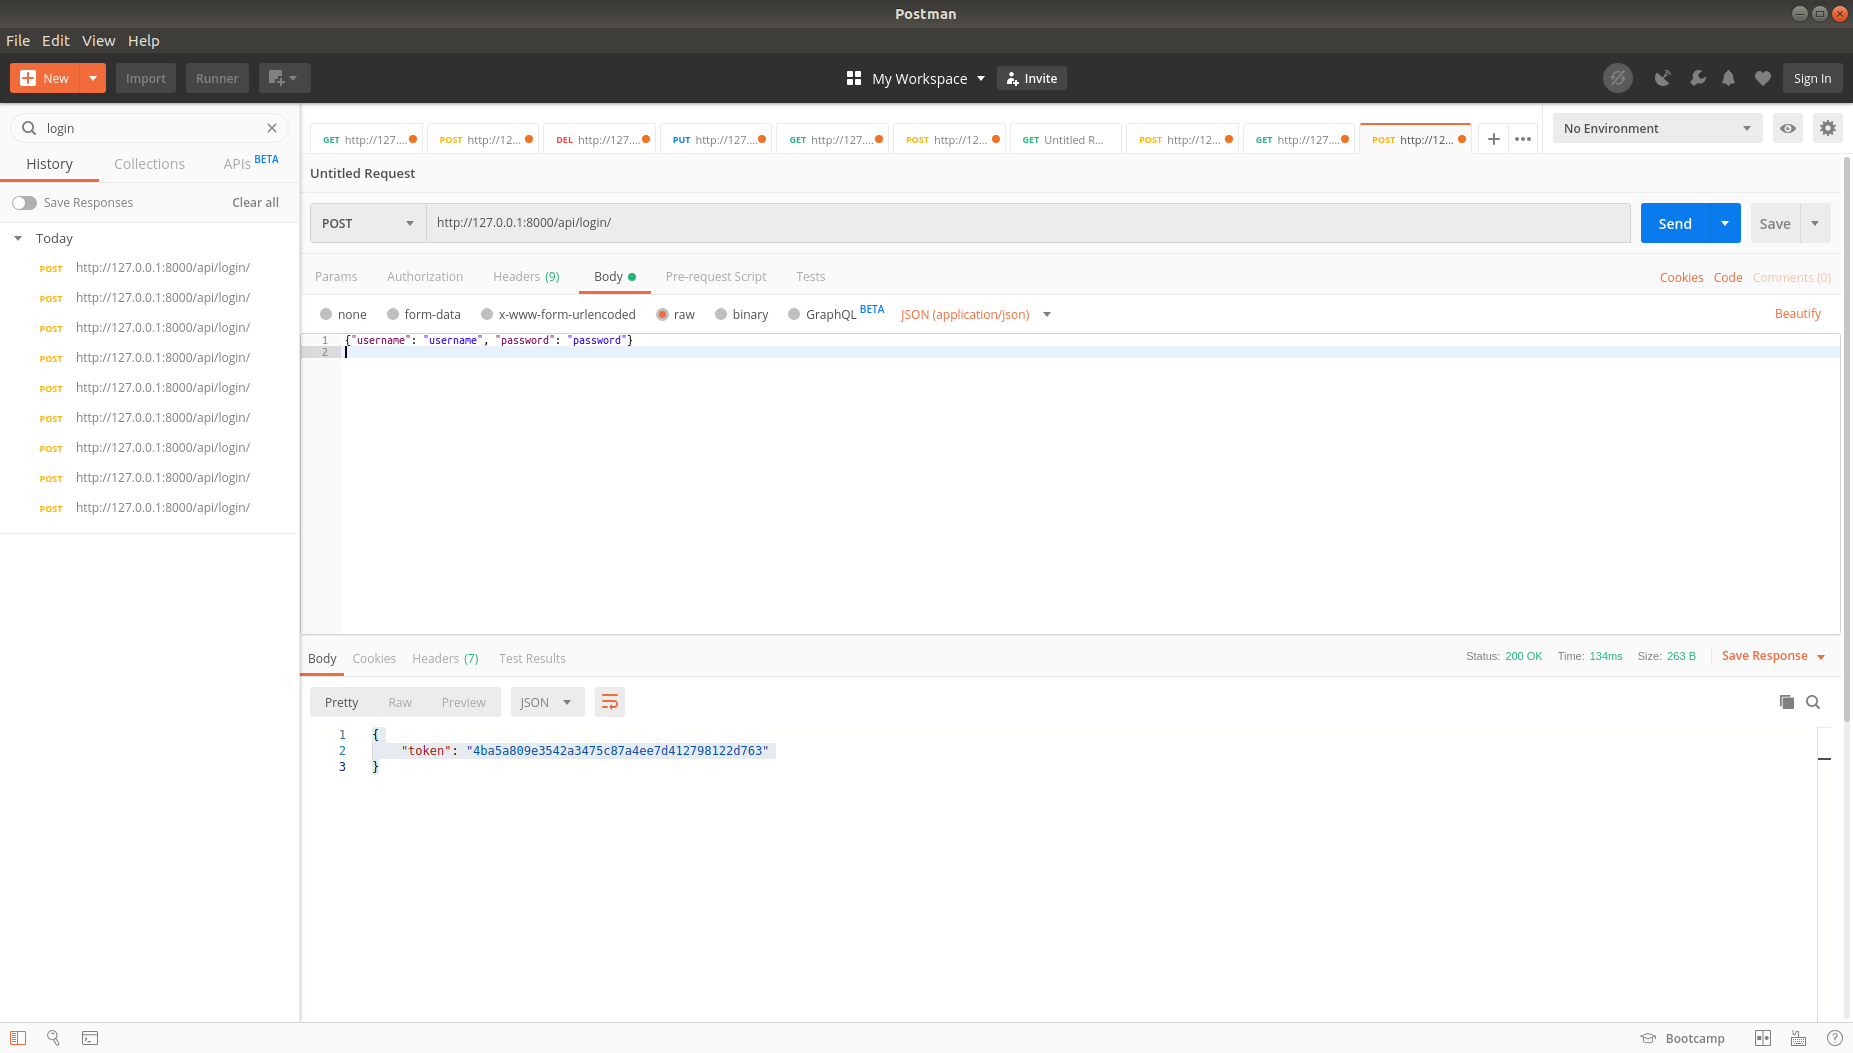 Postman
File Edit View Help
New Import Runner My Workspace Invite Sign In
login
History Collections APIs BETA
Save Responses Clear all
Today
POST http://127.0.0.1:8000/api/login/
POST http://127.0.0.1:8000/api/login/
POST http://127.0.0.1:8000/api/login/
POST http://127.0.0.1:8000/api/login/
POST http://127.0.0.1:8000/api/login/
POST http://127.0.0.1:8000/api/login/
POST http://127.0.0.1:8000/api/login/
POST http://127.0.0.1:8000/api/login/
POST http://127.0.0.1:8000/api/login/
GET http://127.... POST http://12... DEL http://127.... PUT http://127.... GET http://127.... POST http://12... GET Untitled R... POST http://12... GET http://127.... POST http://12... No Environment
Untitled Request
POST http://127.0.0.1:8000/api/login/ Send Save
Params Authorization Headers (9) Body Pre-request Script Tests Cookies Code Comments (0)
none form-data x-www-form-urlencoded raw binary GraphQL BETA JSON (application/json) Beautify
1 {"username": "username", "password": "password"}
2
Body Cookies Headers (7) Test Results Status: 200 OK Time: 134ms Size: 263 B Save Response
Pretty Raw Preview JSON
1 {
2 "token": "4ba5a809e3542a3475c87a4ee7d412798122d763"
3 }
Bootcamp